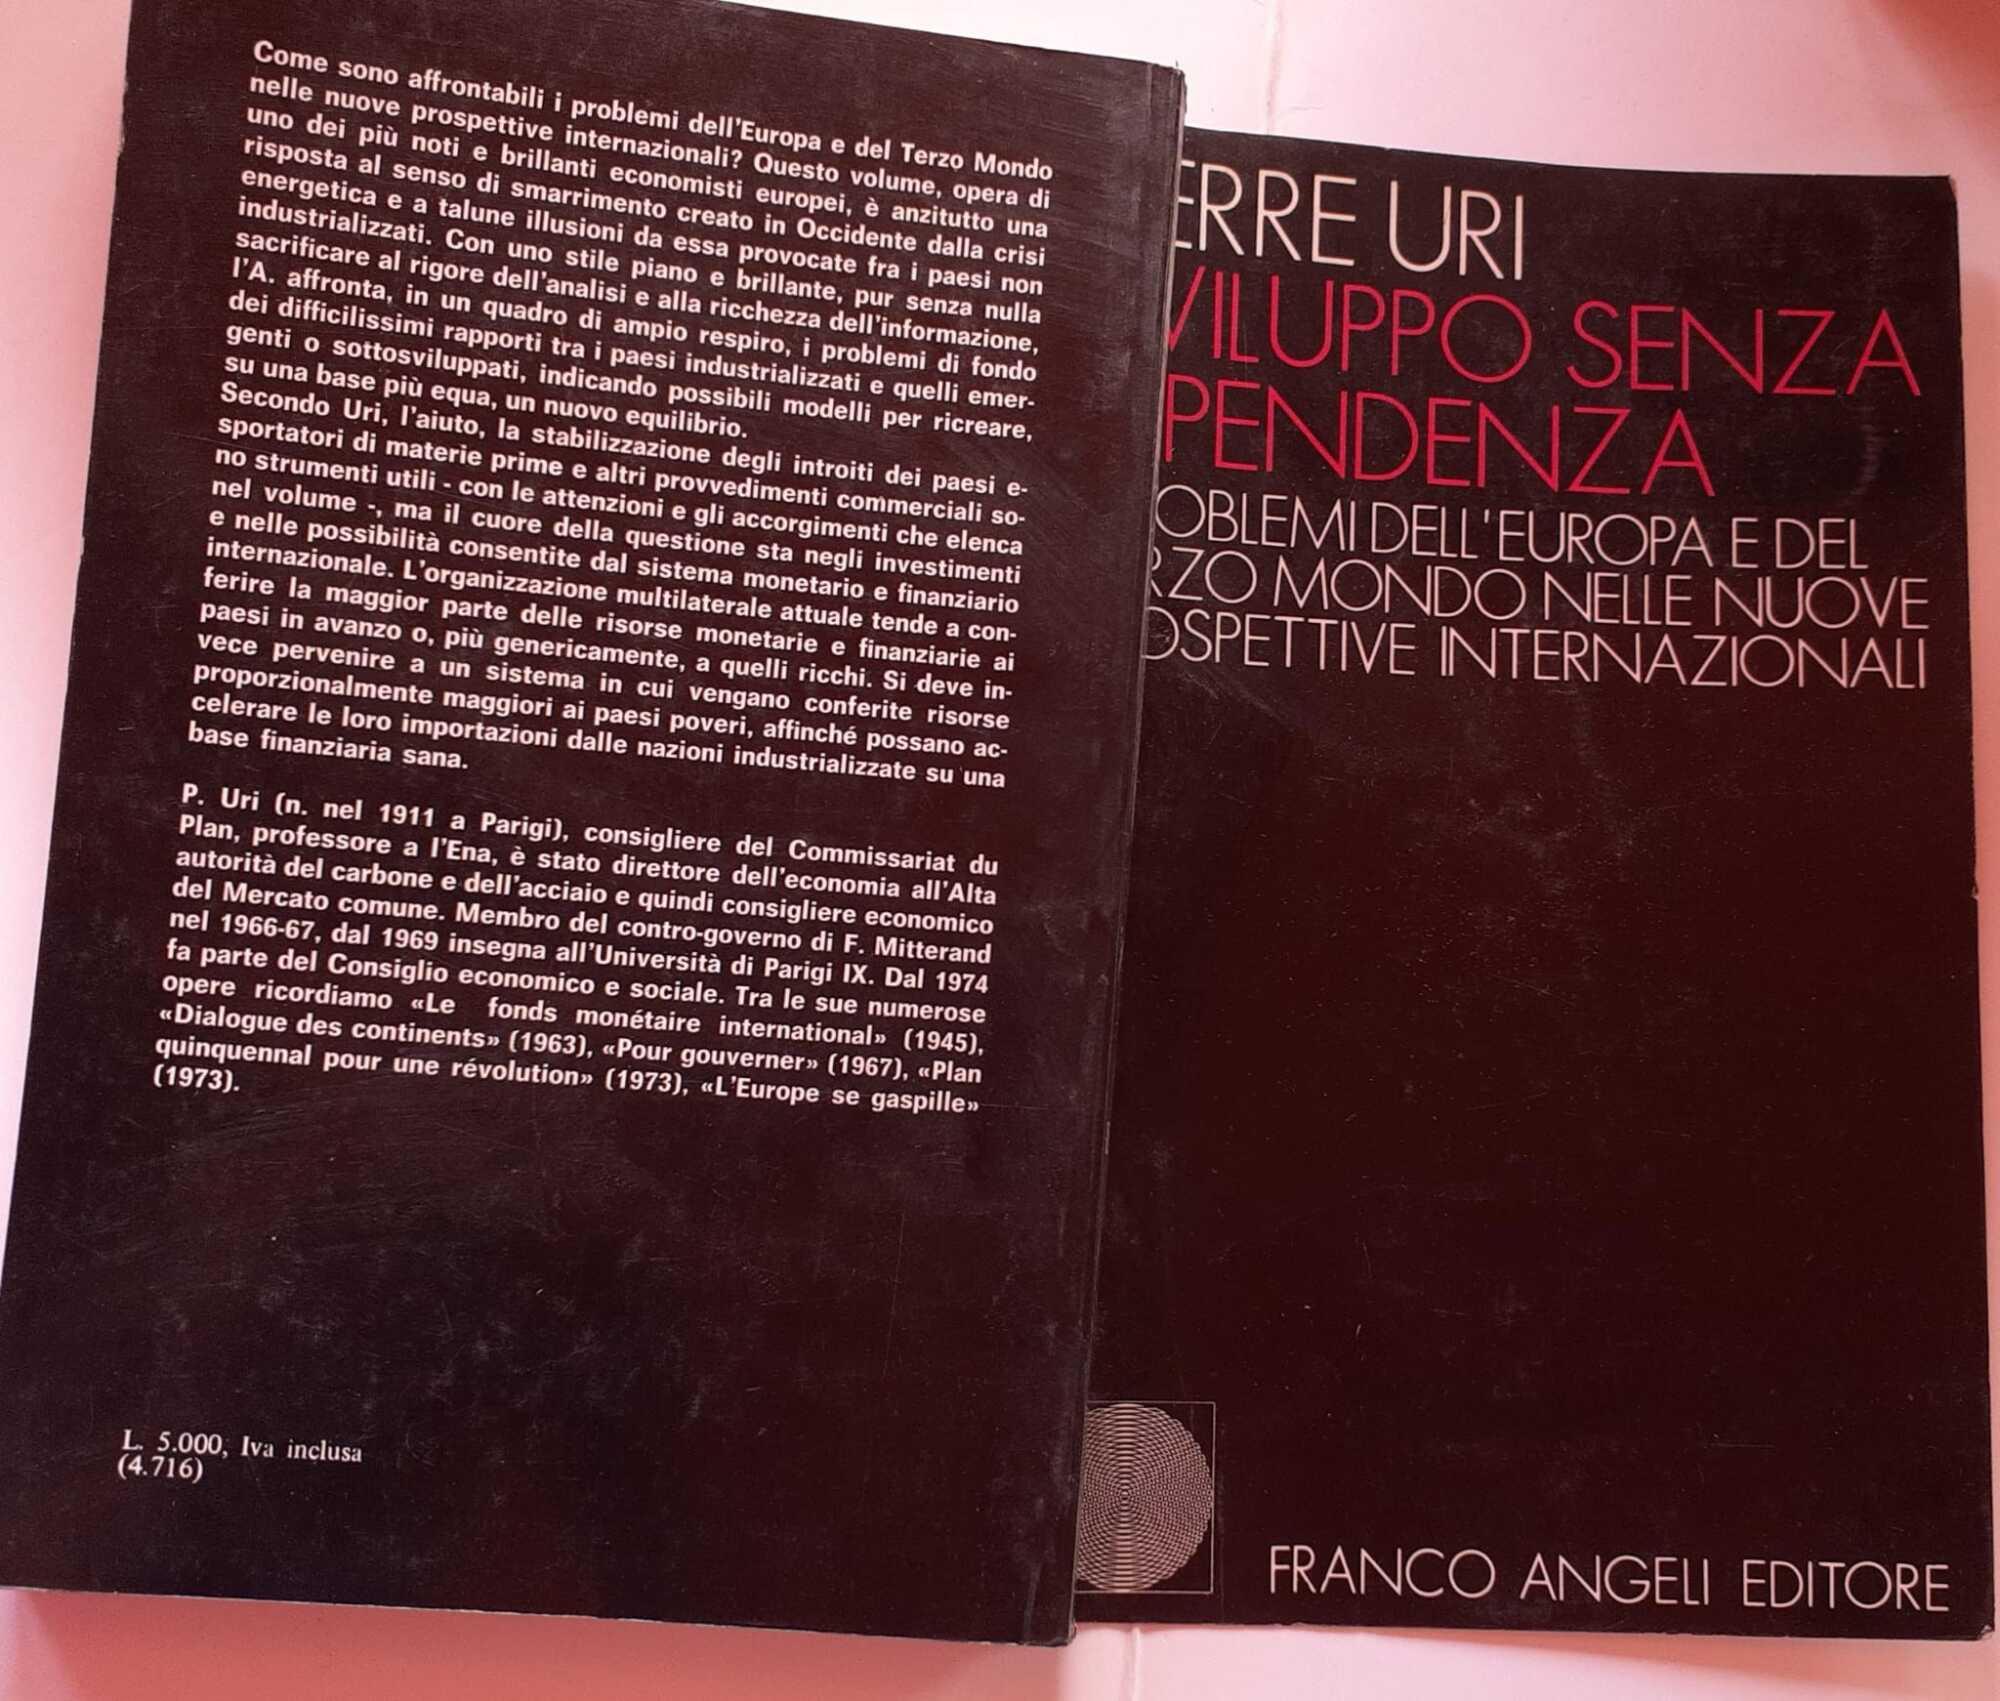 Come sono affrontabili i problemi dell'Europa e del Terzo Mondo
nelle nuove prospettive internazionali? Questo volume, opera di
uno dei più noti e brillanti economisti europei, è anzitutto una
risposta al senso di smarrimento creato in Occidente dalla crisi
energetica e a talune illusioni da essa provocate fra i paesi non
industrializzati. Con uno stile piano e brillante, pur senza nulla
sacrificare al rigore dell'analisi e alla ricchezza dell'informazione,
l'A. affronta, in un quadro di ampio respiro, i problemi di fondo
dei difficilissimi rapporti tra i paesi industrializzati e quelli emer-
genti o sottosviluppati, indicando possibili modelli per ricreare,
su una base più equa, un nuovo equilibrio.
Secondo Uri, l'aiuto, la stabilizzazione degli introiti dei paesi e-
sportatori di materie prime e altri provvedimenti commerciali so-
no strumenti utili - con le attenzioni e gli accorgimenti che elenca
nel volume -, ma il cuore della questione sta negli investimenti
e nelle possibilità consentite dal sistema monetario e finanziario
internazionale. L'organizzazione multilaterale attuale tende a con-
ferire la maggior parte delle risorse monetarie e finanziarie ai
paesi in avanzo o, più genericamente, a quelli ricchi. Si deve in-
vece pervenire a un sistema in cui vengano conferite risorse
proporzionalmente maggiori ai paesi poveri, affinché possano ac-
celerare le loro importazioni dalle nazioni industrializzate su una
base finanziaria sana.
P. Uri (n. nel 1911 a Parigi), consigliere del Commissariat du
Plan, professore a l'Ena, è stato direttore dell'economia all'Alta
autorità del carbone e dell'acciaio e quindi consigliere economico
del Mercato comune. Membro del contro-governo di F. Mitterand
nel 1966-67, dal 1969 insegna all'Università di Parigi IX. Dal 1974
fa parte del Consiglio economico e sociale. Tra le sue numerose
opere ricordiamo «Le fonds monétaire international» (1945),
«Dialogue des continents» (1963), «Pour gouverner» (1967), «Plan
quinquennal pour une révolution» (1973), «L'Europe se gaspille»
(1973).
L. 5.000, Iva inclusa
(4.716)
ERRE URI
VILUPPO SENZA
PENDENZA
OBLEMI DELL'EUROPA E DEL
RZO MONDO NELLE NUOVE
OSPETTIVE INTERNAZIONALI
FRANCO ANGELI EDITORE